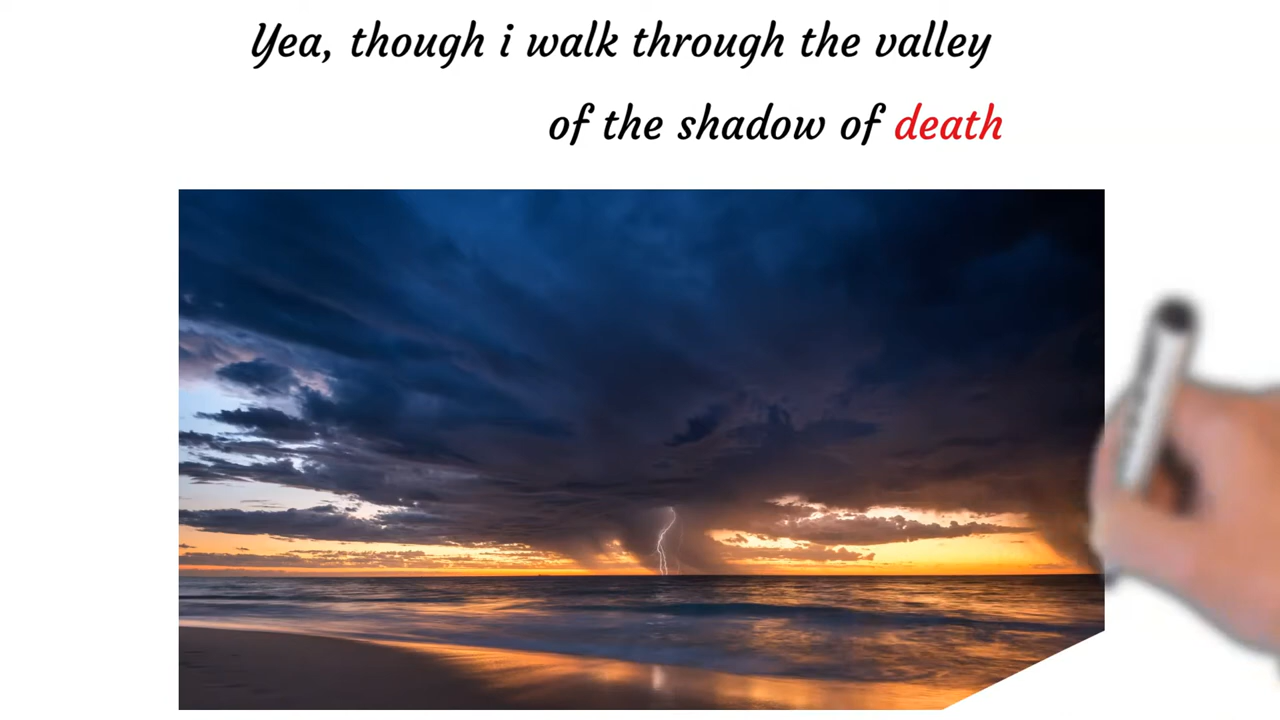 Yea, though i walk through the valley
of the shadow of death